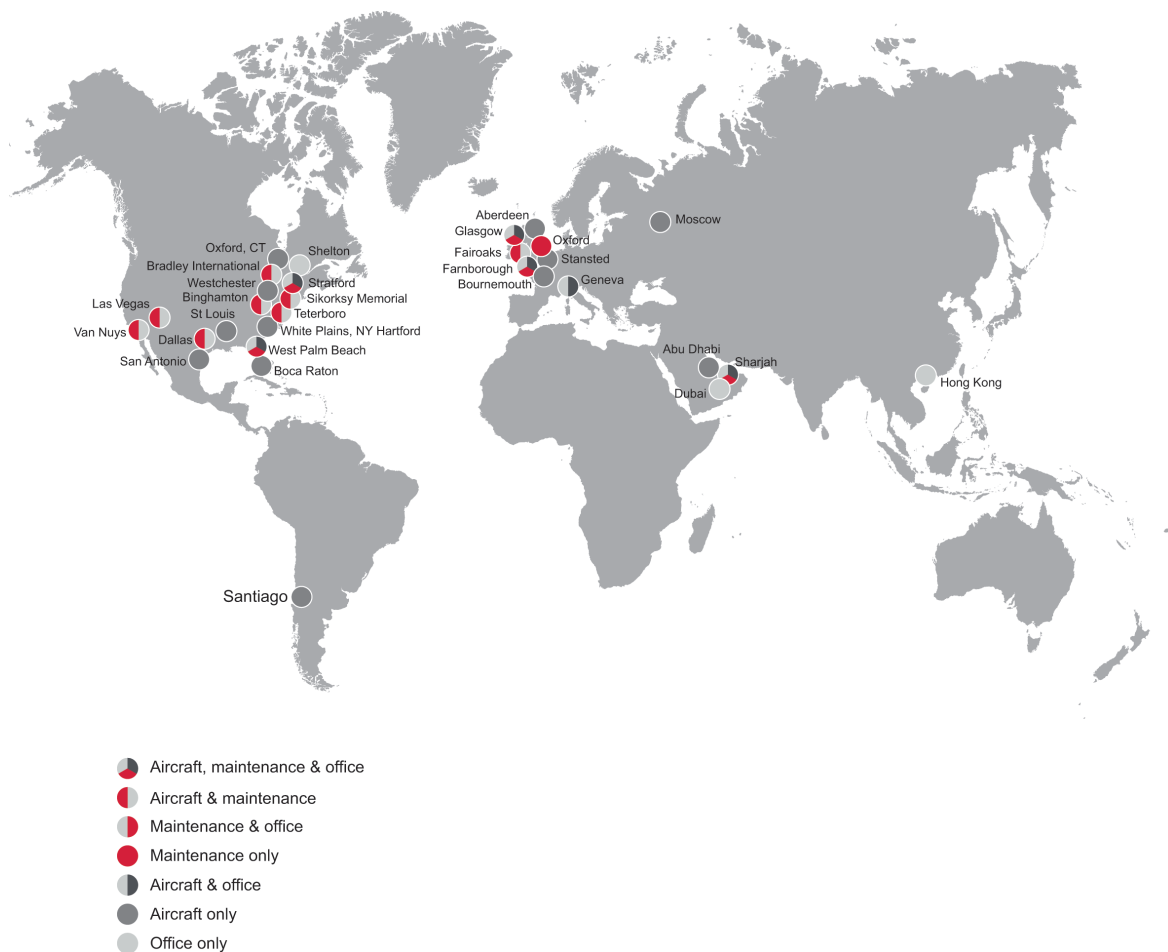 Aberdeen
Glasgow
Oxford
Fairoaks
Stansted
Farnborough
Bournemouth
Geneva
Moscow
Oxford, CT
Shelton
Bradley International
Westchester
Stratford
Binghamton
Sikorksy Memorial
Las Vegas
St Louis
Teterboro
Van Nuys
Dallas
White Plains, NY Hartford
West Palm Beach
San Antonio
Boca Raton
Abu Dhabi
Sharjah
Dubai
Hong Kong
Santiago
Aircraft, maintenance & office
Aircraft & maintenance
Maintenance & office
Maintenance only
Aircraft & office
Aircraft only
Office only